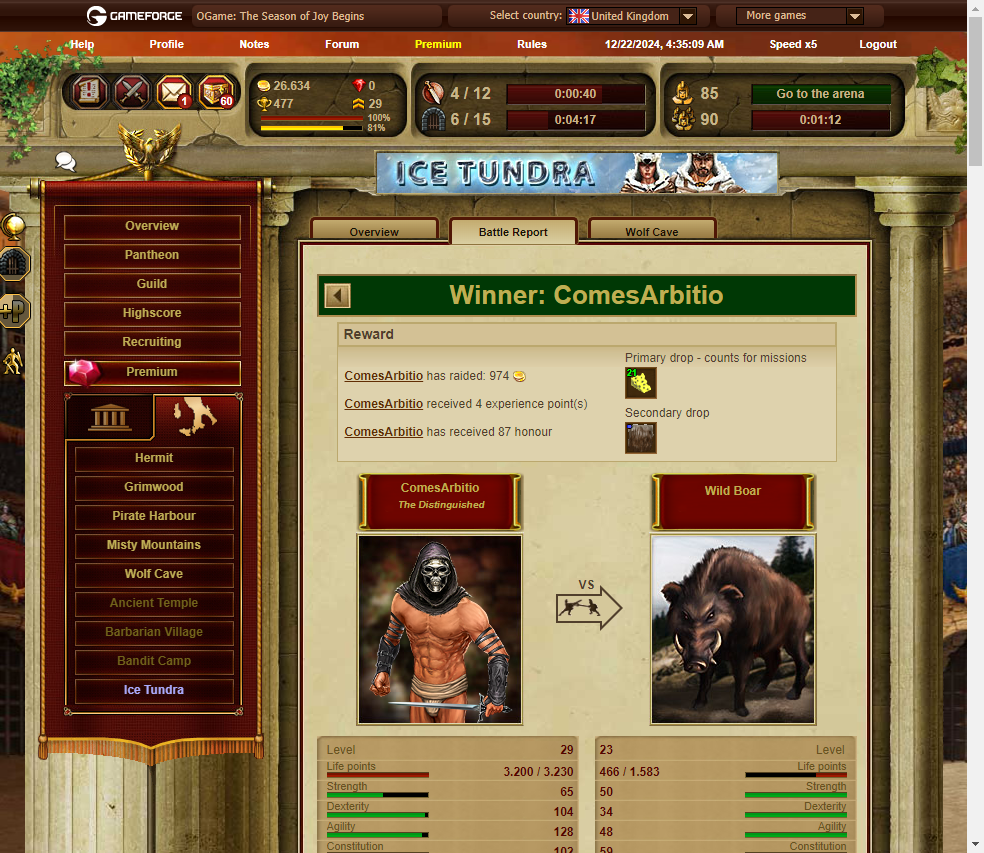 GAMEFORGE
OGame: The Season of Joy Begins
Select country:
United Kingdom
More games
Help
Profile
Notes
Forum
Premium
Rules
12/22/2024, 4:35:09 AM
Speed x5
Logout
1
60
26.634
0
477
29
100%
81%
4 / 12
0:00:40
6 / 15
0:04:17
85
Go to the arena
90
0:01:12
ICE TUNDRA
+P
Overview
Pantheon
Guild
Highscore
Recruiting
Premium
Hermit
Grimwood
Pirate Harbour
Misty Mountains
Wolf Cave
Ancient Temple
Barbarian Village
Bandit Camp
Ice Tundra
Overview
Battle Report
Wolf Cave
Winner: ComesArbitio
Reward
ComesArbitio has raided: 974
ComesArbitio received 4 experience point(s)
ComesArbitio has received 87 honour
Primary drop - counts for missions
21
Secondary drop
ComesArbitio
The Distinguished
VS
Wild Boar
Level 29
Life points 3.200 / 3.230
Strength 65
Dexterity 104
Agility 128
Constitution 102
23 Level
466 / 1.583 Life points
50 Strength
34 Dexterity
48 Agility
59 Constitution